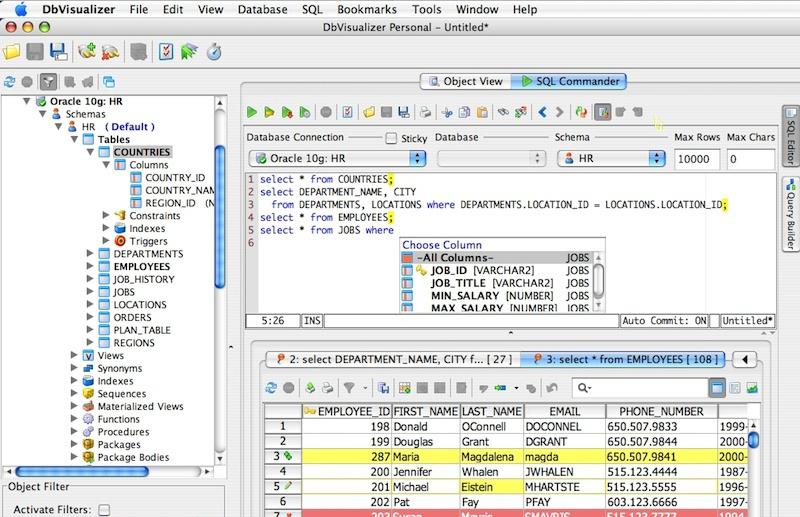 DbVisualizer File Edit View Database SQL Bookmarks Tools Window Help
DbVisualizer Personal – Untitled*
Object View SQL Commander
Oracle 10g: HR
Schemas
HR (Default)
Tables
COUNTRIES
Columns
COUNTRY_ID
COUNTRY_NAM
REGION_ID (N
Constraints
Indexes
Triggers
DEPARTMENTS
EMPLOYEES
JOB_HISTORY
JOBS
LOCATIONS
ORDERS
PLAN_TABLE
REGIONS
Views
Synonyms
Indexes
Sequences
Materialized Views
Functions
Procedures
Packages
Package Bodies
Object Filter
Activate Filters:
Database Connection Sticky Database Schema Max Rows Max Chars
Oracle 10g: HR HR 10000 0
1 select * from COUNTRIES;
2 select DEPARTMENT_NAME, CITY
3 from DEPARTMENTS, LOCATIONS where DEPARTMENTS.LOCATION_ID = LOCATIONS.LOCATION_ID;
4 select * from EMPLOYEES;
5 select * from JOBS where
6
Choose Column
-All Columns- JOBS
JOB_ID [VARCHAR2] JOBS
JOB_TITLE [VARCHAR2] JOBS
MIN_SALARY [NUMBER] JOBS
MAX_SALARY [NUMBER] JOBS
5:26 INS Auto Commit: ON Untitled*
SQL Editor
Query Builder
2: select DEPARTMENT_NAME, CITY f... [ 27 ] 3: select * from EMPLOYEES [ 108 ]
EMPLOYEE_ID FIRST_NAME LAST_NAME EMAIL PHONE_NUMBER
1 198 Donald OConnell DOCONNEL 650.507.9833 1999-
2 199 Douglas Grant DGRANT 650.507.9844 2000-
3 287 Maria Magdalena magda 650.507.9841 2000-
4 200 Jennifer Whalen JWHALEN 515.123.4444 1987-
5 201 Michael Eistein MHARTSTE 515.123.5555 1996-
6 202 Pat Fay PFAY 603.123.6666 1997-